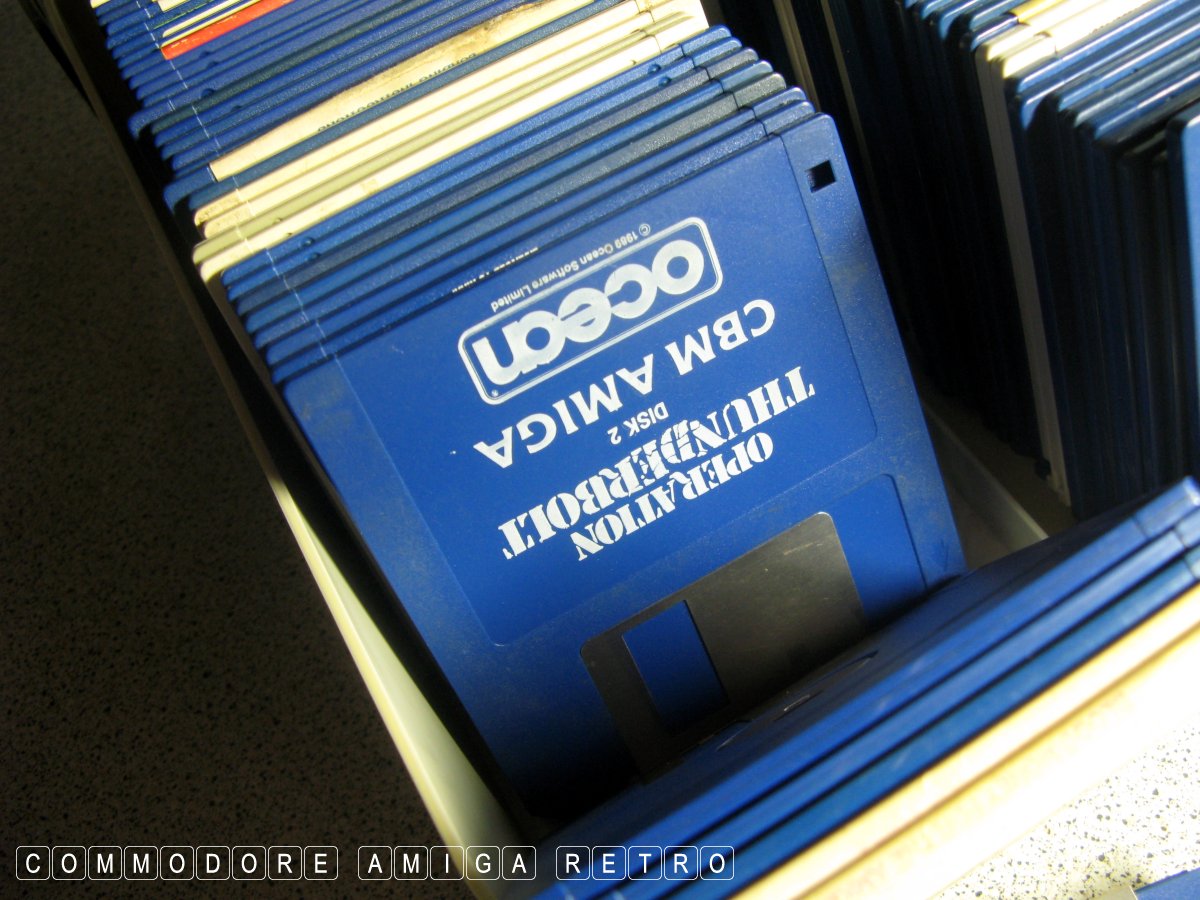 OPERATION
THUNDERBOLT
DISK 2
CBM AMIGA
ocean
© 1989 Ocean Software Limited
COMMODORE AMIGA RETRO